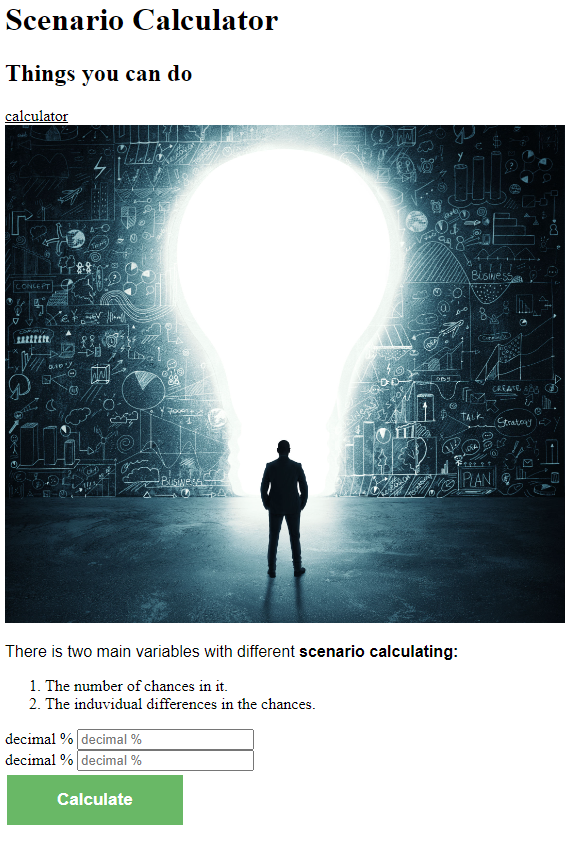 Scenario Calculator
Things you can do
calculator
CONCEPT
BUSINESS
CREATE
TALK
Strategy
BUSINESS
PLAN
There is two main variables with different scenario calculating:
1. The number of chances in it.
2. The induvidual differences in the chances.
decimal % decimal %
decimal % decimal %
Calculate